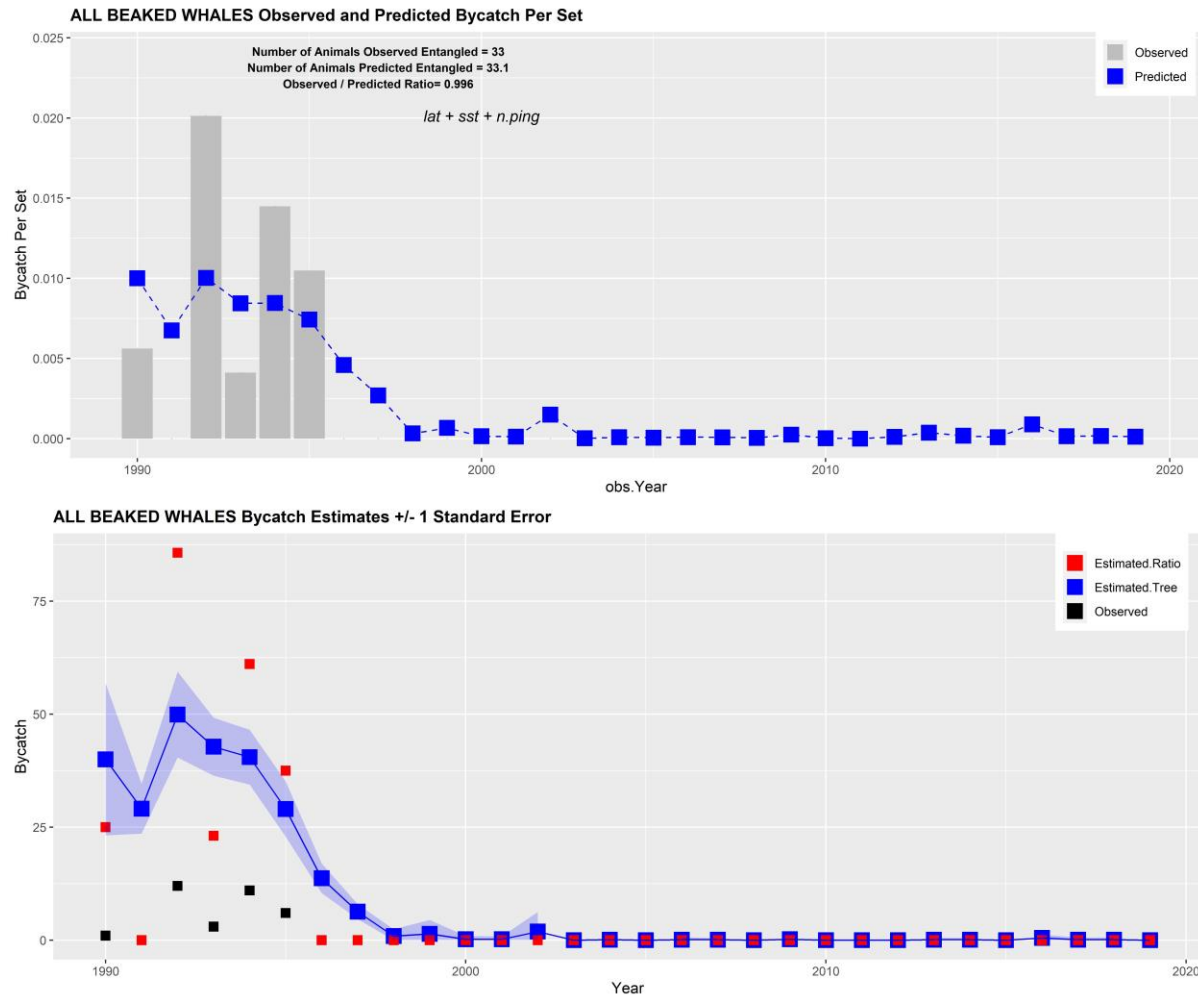 ALL BEAKED WHALES Observed and Predicted Bycatch Per Set
Number of Animals Observed Entangled = 33
Number of Animals Predicted Entangled = 33.1
Observed / Predicted Ratio= 0.996
lat + sst + n.ping
Observed
Predicted
Bycatch Per Set
0.025
0.020
0.015
0.010
0.005
0.000
1990
2000
2010
2020
obs.Year
ALL BEAKED WHALES Bycatch Estimates +/- 1 Standard Error
Estimated.Ratio
Estimated.Tree
Observed
Bycatch
75
50
25
0
1990
2000
2010
2020
Year